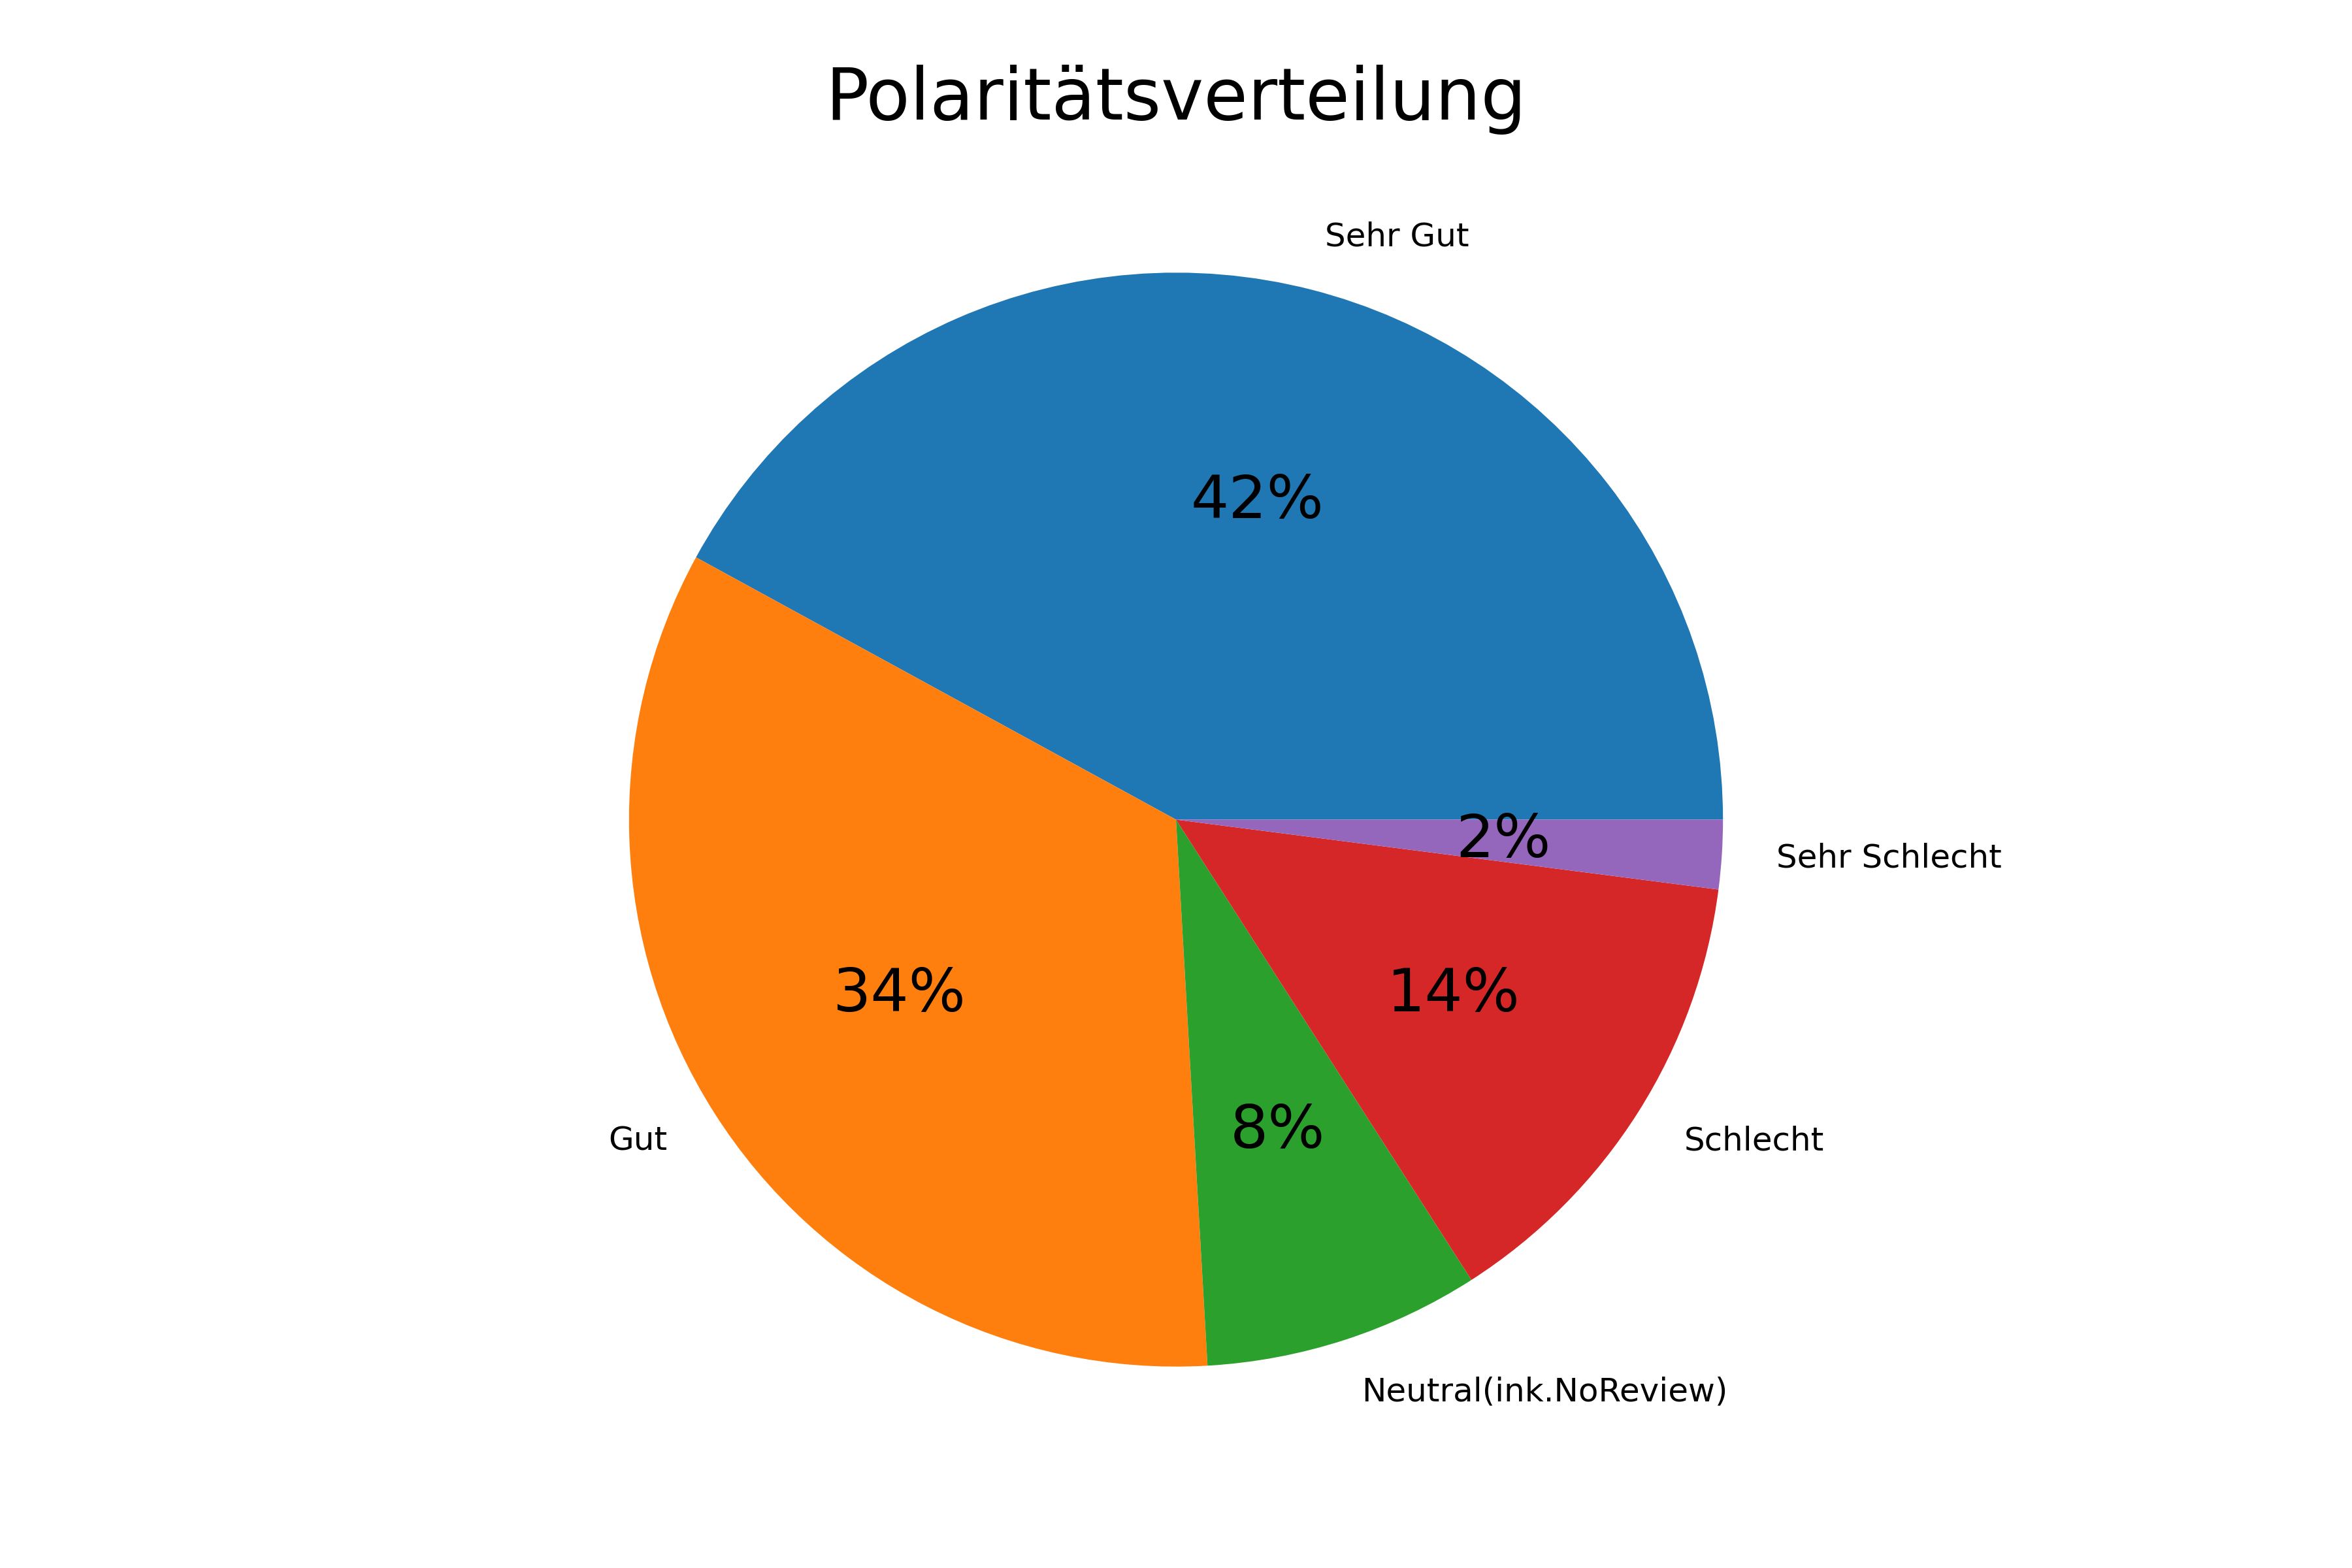 Polaritätsverteilung
Sehr Gut
42%
2%
Sehr Schlecht
34%
14%
8%
Gut
Schlecht
Neutral(ink.NoReview)